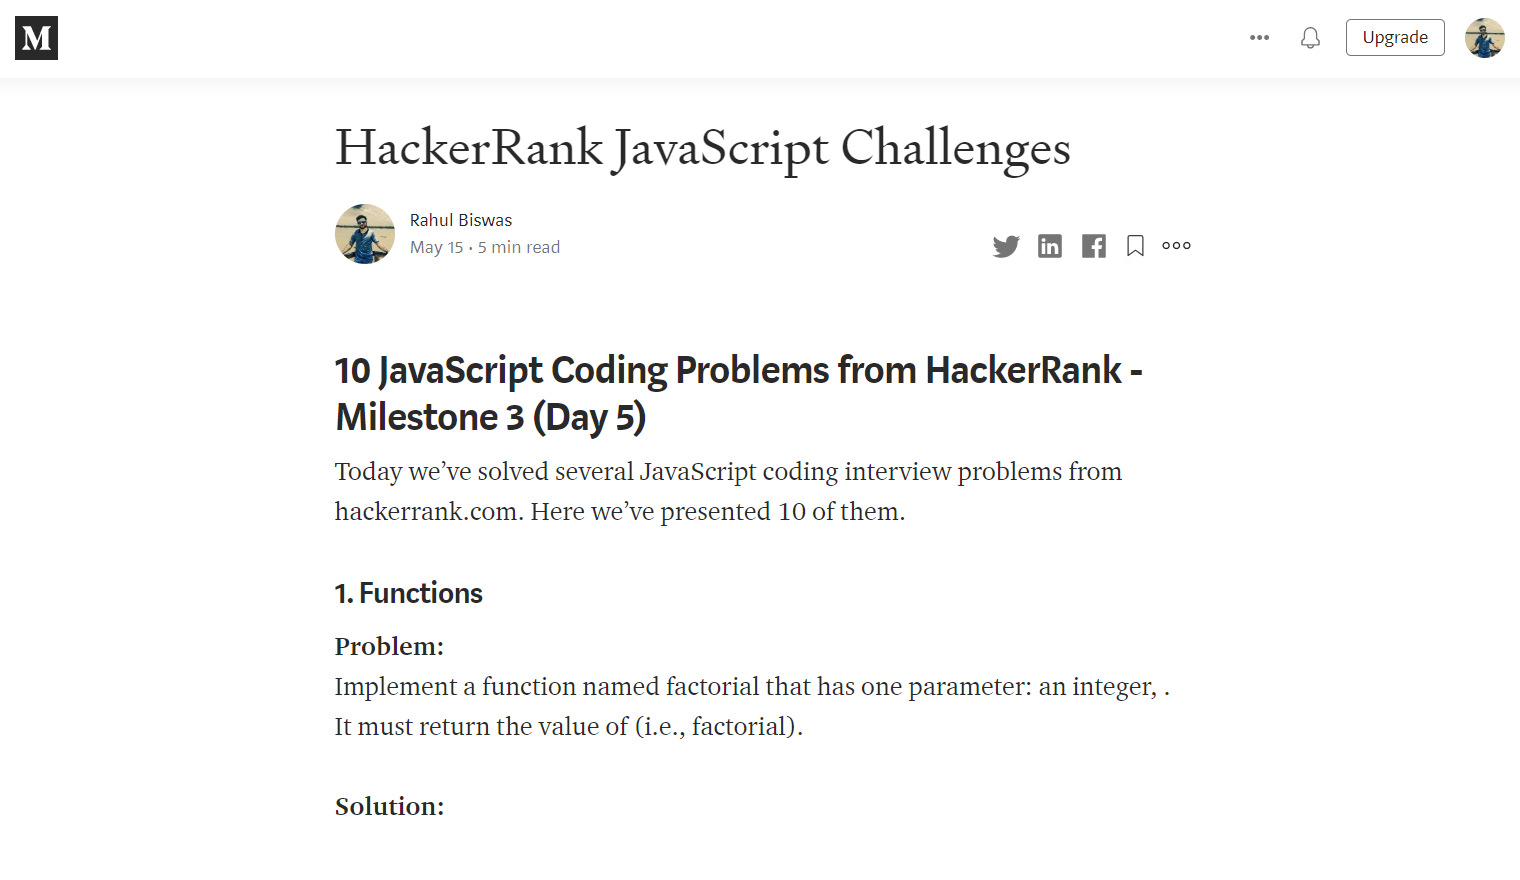 M
Upgrade
HackerRank JavaScript Challenges
Rahul Biswas
May 15 · 5 min read
10 JavaScript Coding Problems from HackerRank -
Milestone 3 (Day 5)
Today we’ve solved several JavaScript coding interview problems from
hackerrank.com. Here we’ve presented 10 of them.
1. Functions
Problem:
Implement a function named factorial that has one parameter: an integer, .
It must return the value of (i.e., factorial).
Solution: